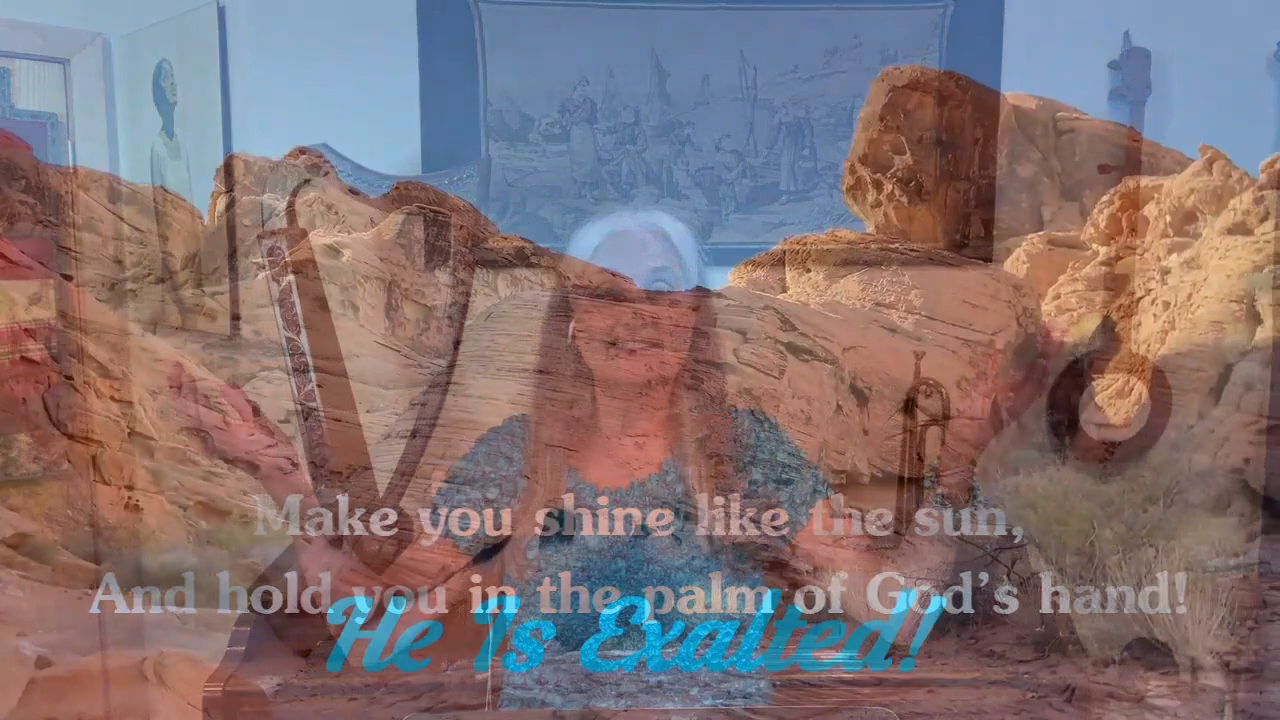 Make you shine like the sun,
And hold you in the palm of God's hand!
He Is Exalted!